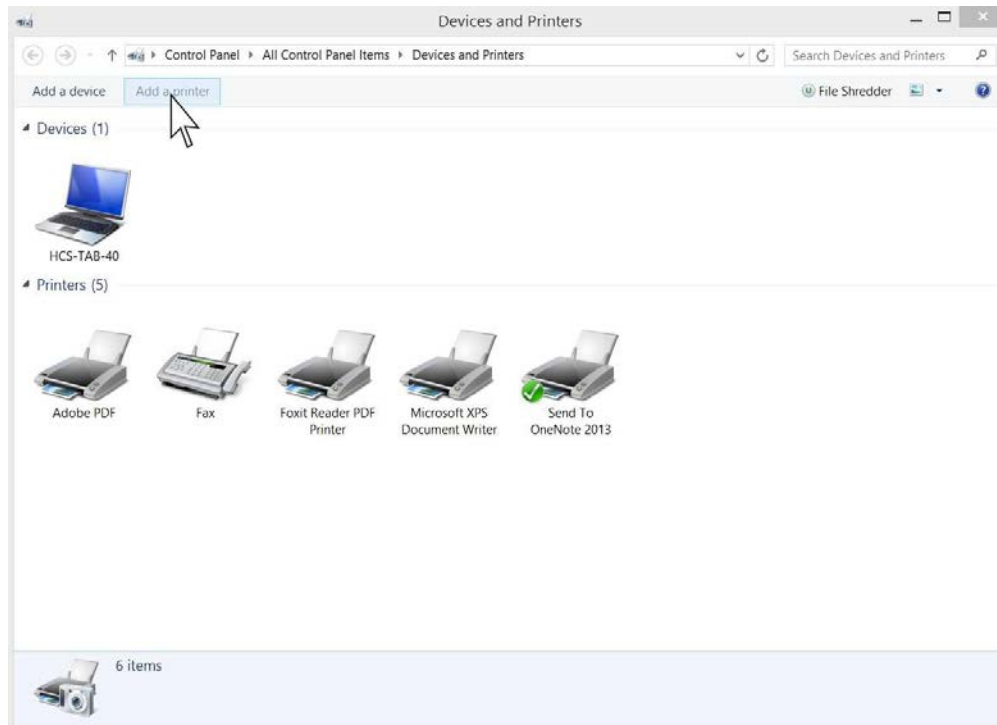 Devices and Printers
Control Panel ▸ All Control Panel Items ▸ Devices and Printers
Search Devices and Printers
Add a device
Add a printer
File Shredder
Devices (1)
HCS-TAB-40
Printers (5)
Adobe PDF
Fax
Foxit Reader PDF
Printer
Microsoft XPS
Document Writer
Send To
OneNote 2013
6 items